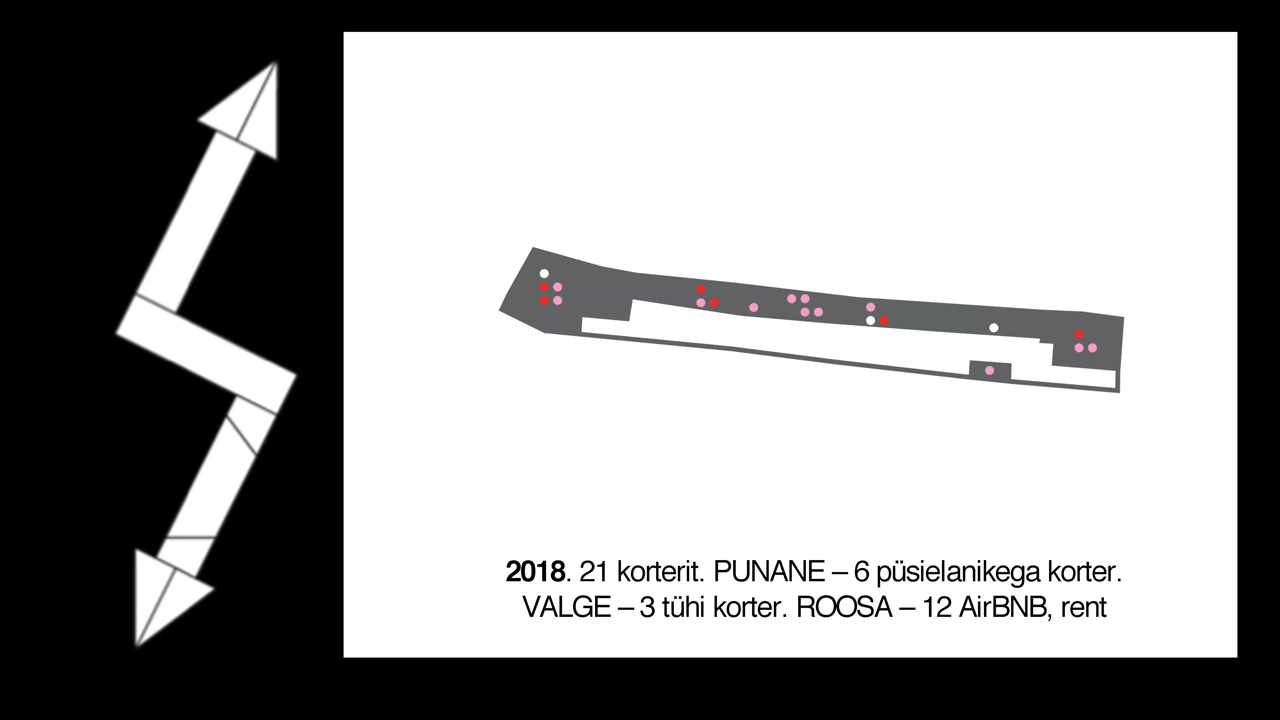 2018. 21 korterit. PUNANE – 6 püsielanikega korter.
VALGE – 3 tühi korter. ROOSA – 12 AirBNB, rent